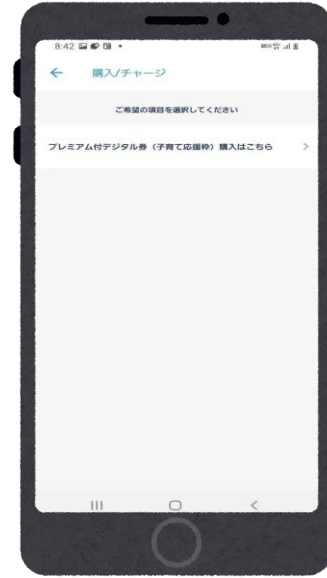 8:42
購入/チャージ
ご希望の項目を選択してください
プレミアム付デジタル券（子育て応援枠）購入はこちら